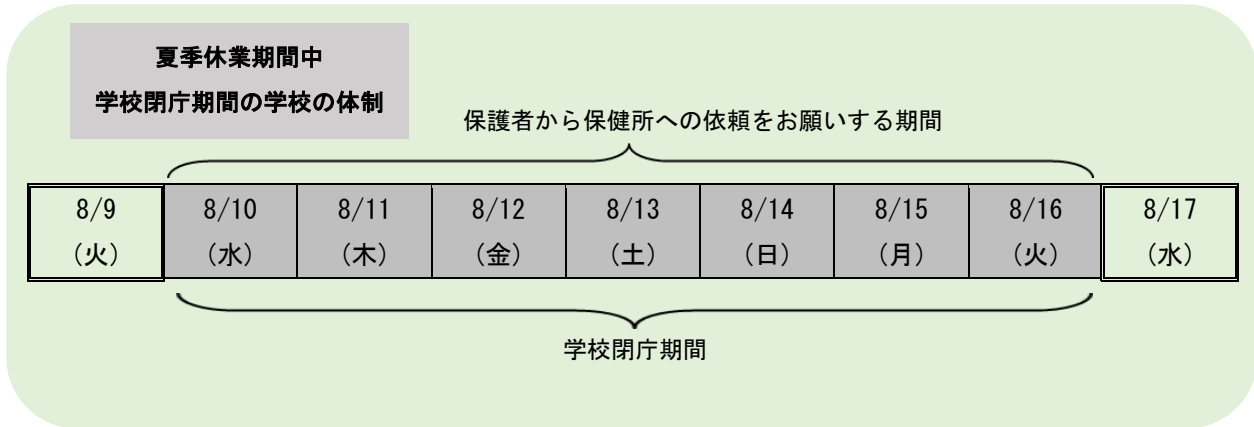 夏季休業期間中
学校閉庁期間の学校の体制
保護者から保健所への依頼をお願いする期間
8/9 8/10 8/11 8/12 8/13 8/14 8/15 8/16 8/17
（火） （水） （木） （金） （土） （日） （月） （火） （水）
学校閉庁期間